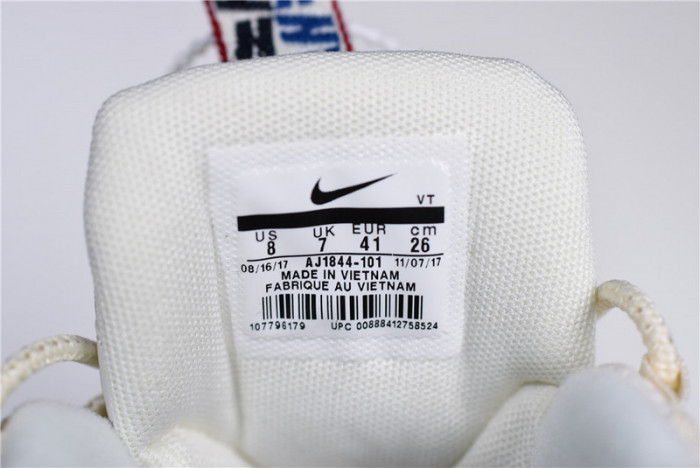 VT
US UK EUR cm
8 7 41 26
08/16/17 AJ1844-101 11/07/17
MADE IN VIETNAM
FABRIQUE AU VIETNAM
107796179 UPC 00888412758524